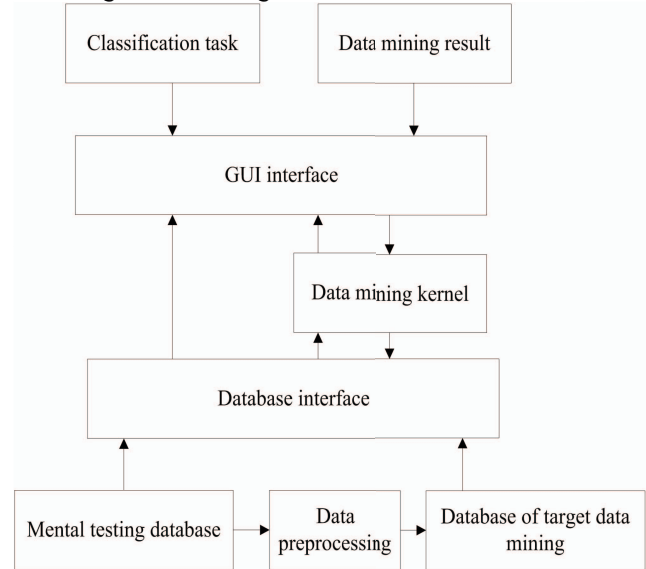 Classification task
Data mining result
GUI interface
Data mining kernel
Database interface
Mental testing database
Data
preprocessing
Database of target data
mining